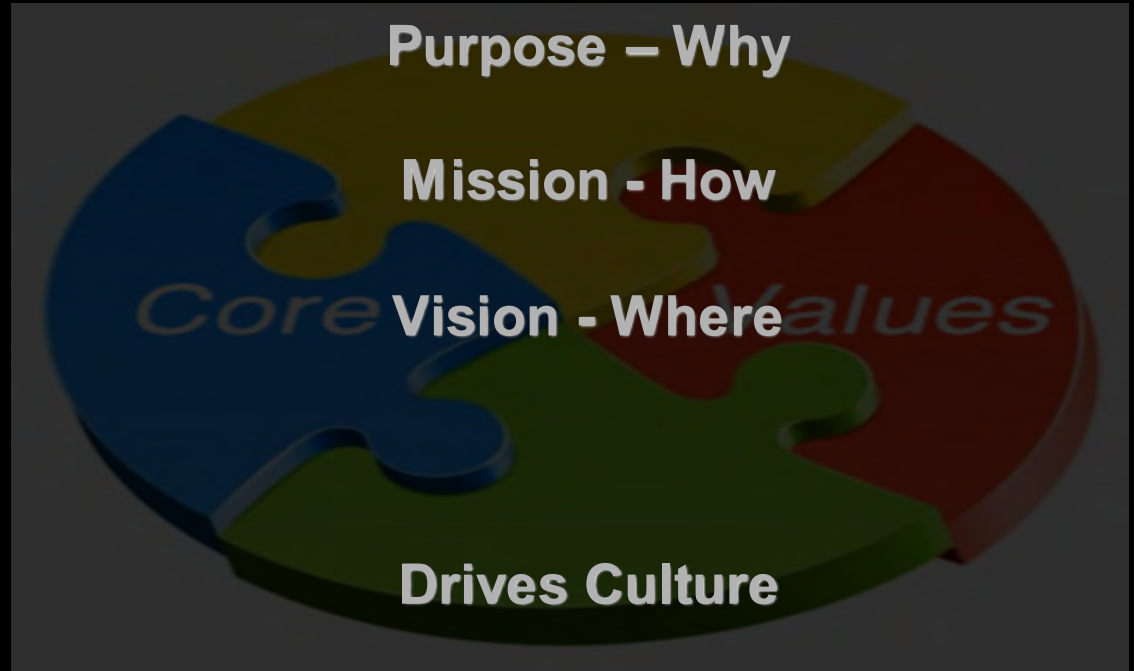 Purpose – Why
Mission - How
Core Values
Vision - Where
Drives Culture